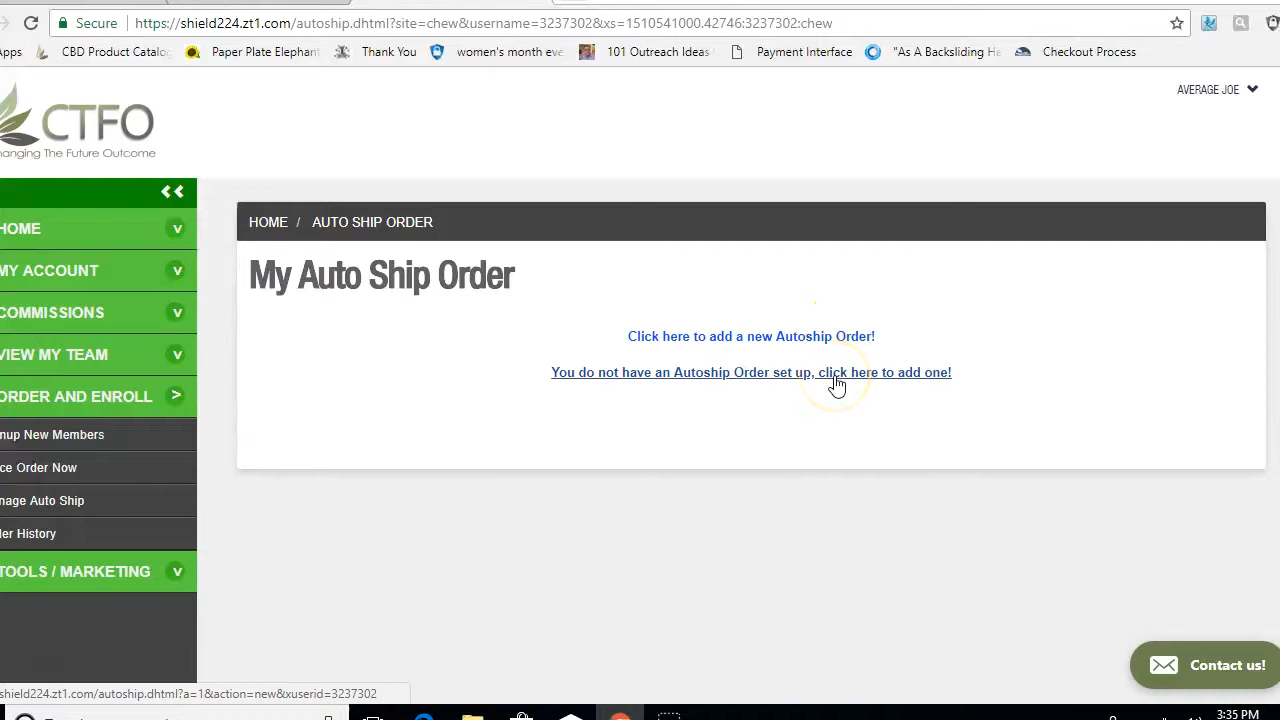 Secure
https://shield224.zt1.com/autoship.dhtml?site=chew&username=3237302&xs=1510541000.42746:3237302:chew
Apps
CBD Product Catalog
Paper Plate Elephant
Thank You
women's month eve
101 Outreach Ideas
Payment Interface
"As A Backsliding He
Checkout Process
CTFO
hanging The Future Outcome
AVERAGE JOE
HOME
v
MY ACCOUNT
v
COMMISSIONS
v
VIEW MY TEAM
v
ORDER AND ENROLL
>
nup New Members
ce Order Now
nage Auto Ship
der History
TOOLS / MARKETING
v
HOME / AUTO SHIP ORDER
My Auto Ship Order
Click here to add a new Autoship Order!
You do not have an Autoship Order set up, click here to add one!
Contact us!
shield224.zt1.com/autoship.dhtml?a=1&action=new&xuserid=3237302
3:35 PM